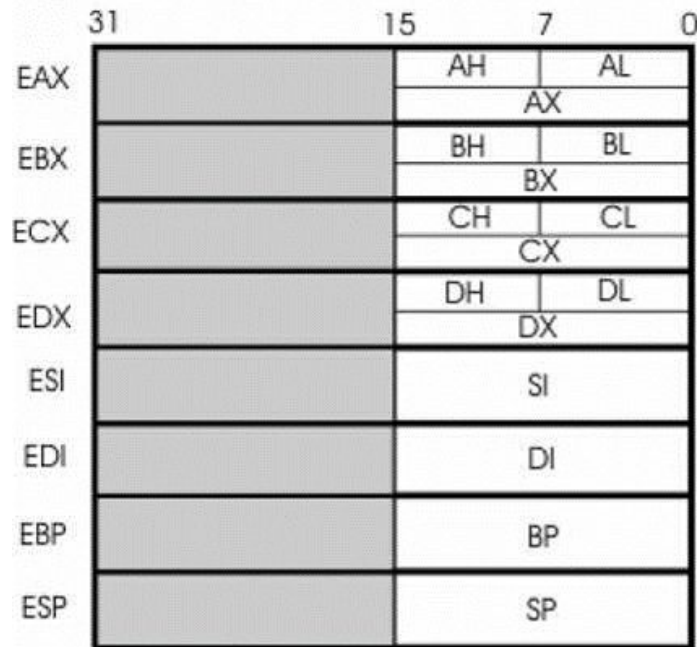 31 15 7 0
EAX AH AL
AX
EBX BH BL
BX
ECX CH CL
CX
EDX DH DL
DX
ESI SI
EDI DI
EBP BP
ESP SP